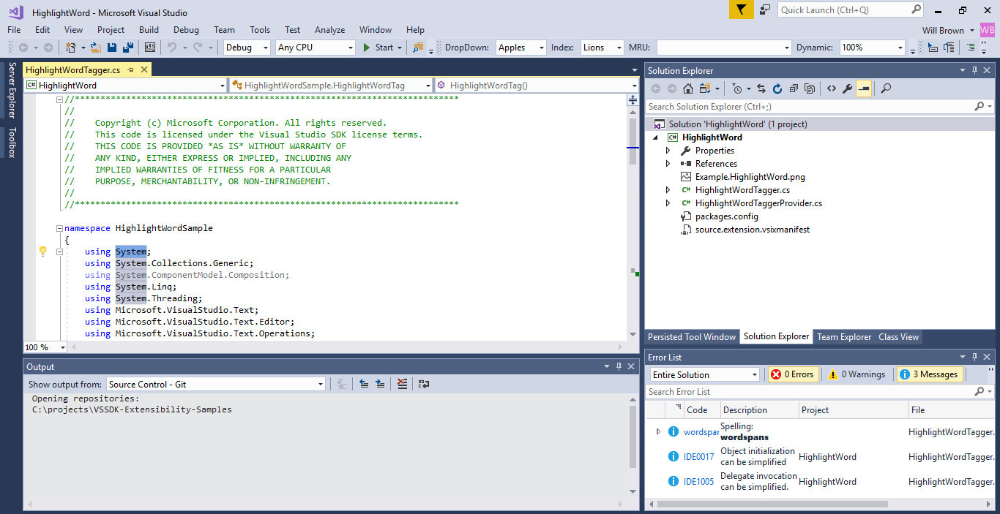 HighlightWord - Microsoft Visual Studio
Quick Launch (Ctrl+Q)
File Edit View Project Build Debug Team Tools Test Analyze Window Help
Will Brown WB
Debug Any CPU Start DropDown: Apples Index: Lions MRU: Dynamic: 100%
Server Explorer
Toolbox
HighlightWordTagger.cs
C# HighlightWord HighlightWordSample.HighlightWordTag HighlightWordTag()
//***************************************************************************
//
// Copyright (c) Microsoft Corporation. All rights reserved.
// This code is licensed under the Visual Studio SDK license terms.
// THIS CODE IS PROVIDED *AS IS* WITHOUT WARRANTY OF
// ANY KIND, EITHER EXPRESS OR IMPLIED, INCLUDING ANY
// IMPLIED WARRANTIES OF FITNESS FOR A PARTICULAR
// PURPOSE, MERCHANTABILITY, OR NON-INFRINGEMENT.
//
//***************************************************************************
namespace HighlightWordSample
{
using System;
using System.Collections.Generic;
using System.ComponentModel.Composition;
using System.Linq;
using System.Threading;
using Microsoft.VisualStudio.Text;
using Microsoft.VisualStudio.Text.Editor;
using Microsoft.VisualStudio.Text.Operations;
100 %
Output
Show output from: Source Control - Git
Opening repositories:
C:\projects\VSSDK-Extensibility-Samples
Solution Explorer
Search Solution Explorer (Ctrl+;)
Solution 'HighlightWord' (1 project)
C# HighlightWord
Properties
References
Example.HighlightWord.png
C# HighlightWordTagger.cs
C# HighlightWordTaggerProvider.cs
packages.config
source.extension.vsixmanifest
Persisted Tool Window Solution Explorer Team Explorer Class View
Error List
Entire Solution 0 Errors 0 Warnings 3 Messages
Search Error List
Code Description Project File
wordspan Spelling: HighlightWordTagger.
wordspans
IDE0017 Object initialization can be simplified HighlightWord HighlightWordTagger.
IDE1005 Delegate invocation can be simplified. HighlightWord HighlightWordTagger.